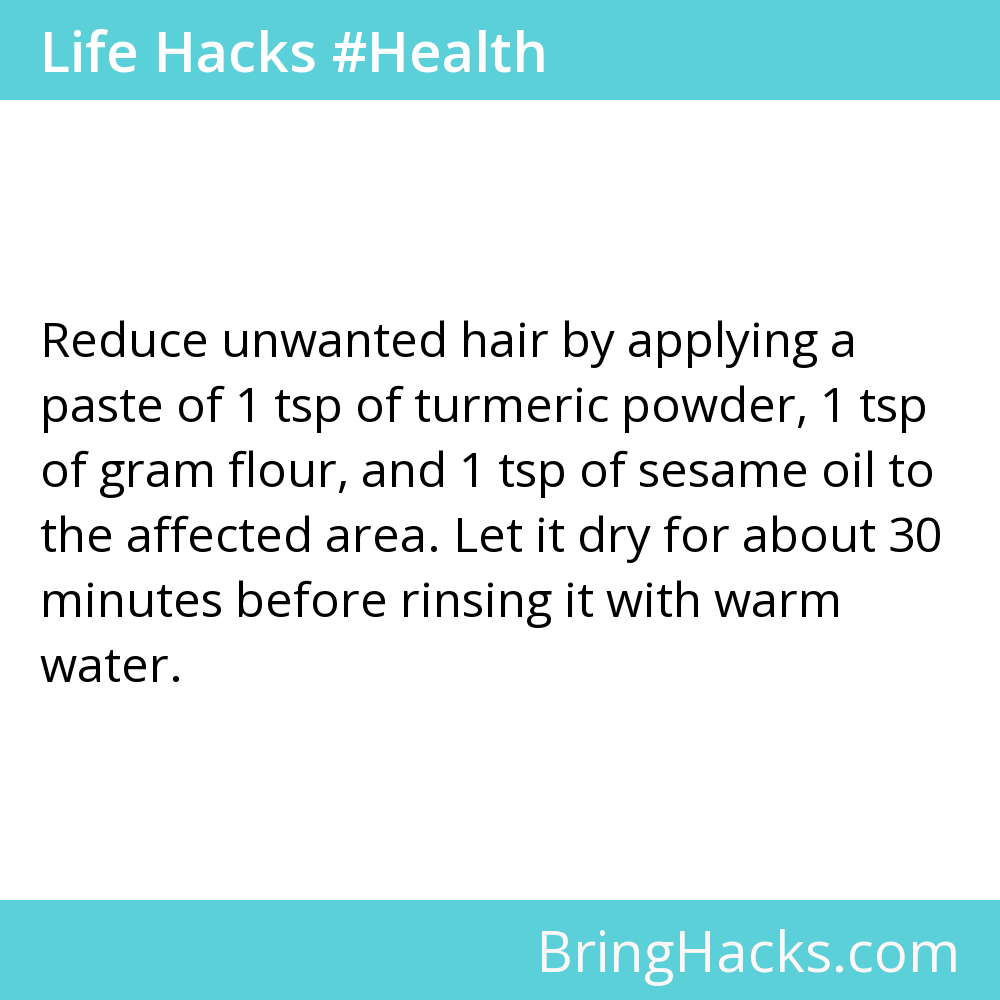 Life Hacks #Health
Reduce unwanted hair by applying a
paste of 1 tsp of turmeric powder, 1 tsp
of gram flour, and 1 tsp of sesame oil to
the affected area. Let it dry for about 30
minutes before rinsing it with warm
water.
BringHacks.com